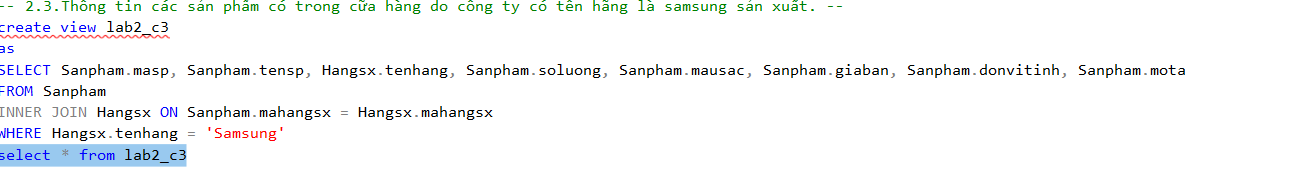 -- 2.3.Thông tin các sản phẩm có trong cữa hàng do công ty có tên hãng là samsung sản xuất. --
create view lab2_c3
as
SELECT Sanpham.masp, Sanpham.tensp, Hangsx.tenhang, Sanpham.soluong, Sanpham.mausac, Sanpham.giaban, Sanpham.donvitinh, Sanpham.mota
FROM Sanpham
INNER JOIN Hangsx ON Sanpham.mahangsx = Hangsx.mahangsx
WHERE Hangsx.tenhang = 'Samsung'
select * from lab2_c3